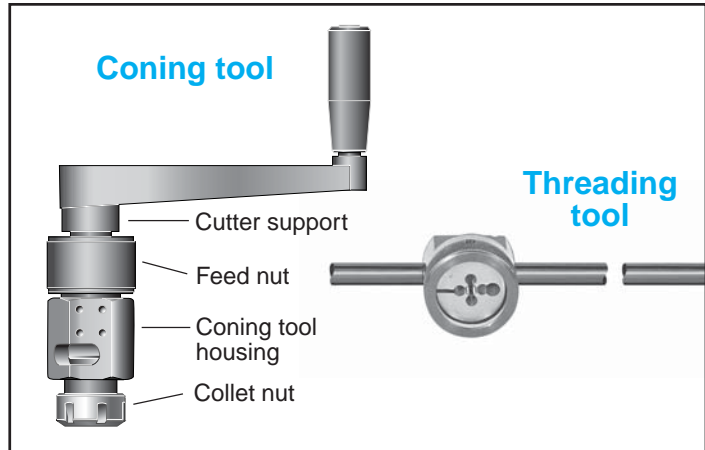 Coning tool
Threading
tool
Cutter support
Feed nut
Coning tool
housing
Collet nut